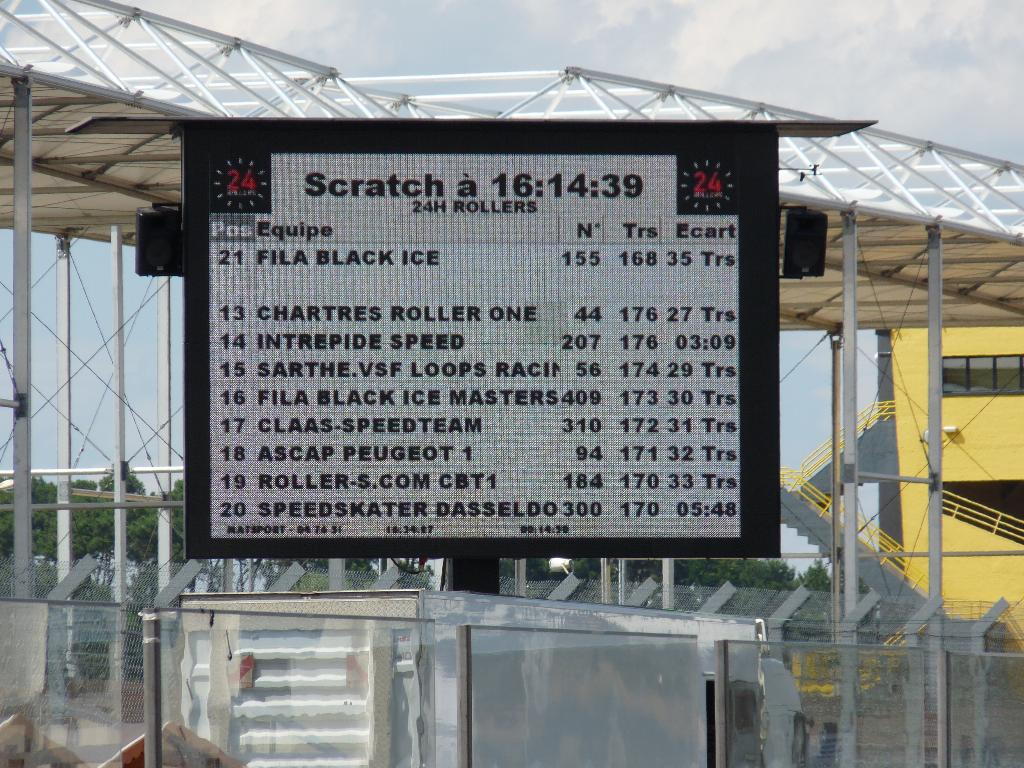 24 ROLLERS Scratch à 16:14:39 24 ROLLERS
24H ROLLERS
Pos Equipe N° Trs Ecart
21 FILA BLACK ICE 155 168 35 Trs
13 CHARTRES ROLLER ONE 44 176 27 Trs
14 INTREPIDE SPEED 207 176 03:09
15 SARTHE.VSF LOOPS RACIN 56 174 29 Trs
16 FILA BLACK ICE MASTERS 409 173 30 Trs
17 CLAAS-SPEEDTEAM 310 172 31 Trs
18 ASCAP PEUGEOT 1 94 171 32 Trs
19 ROLLER-S.COM CBT1 184 170 33 Trs
20 SPEEDSKATER DASSELDO 300 170 05:48
MATSPORT